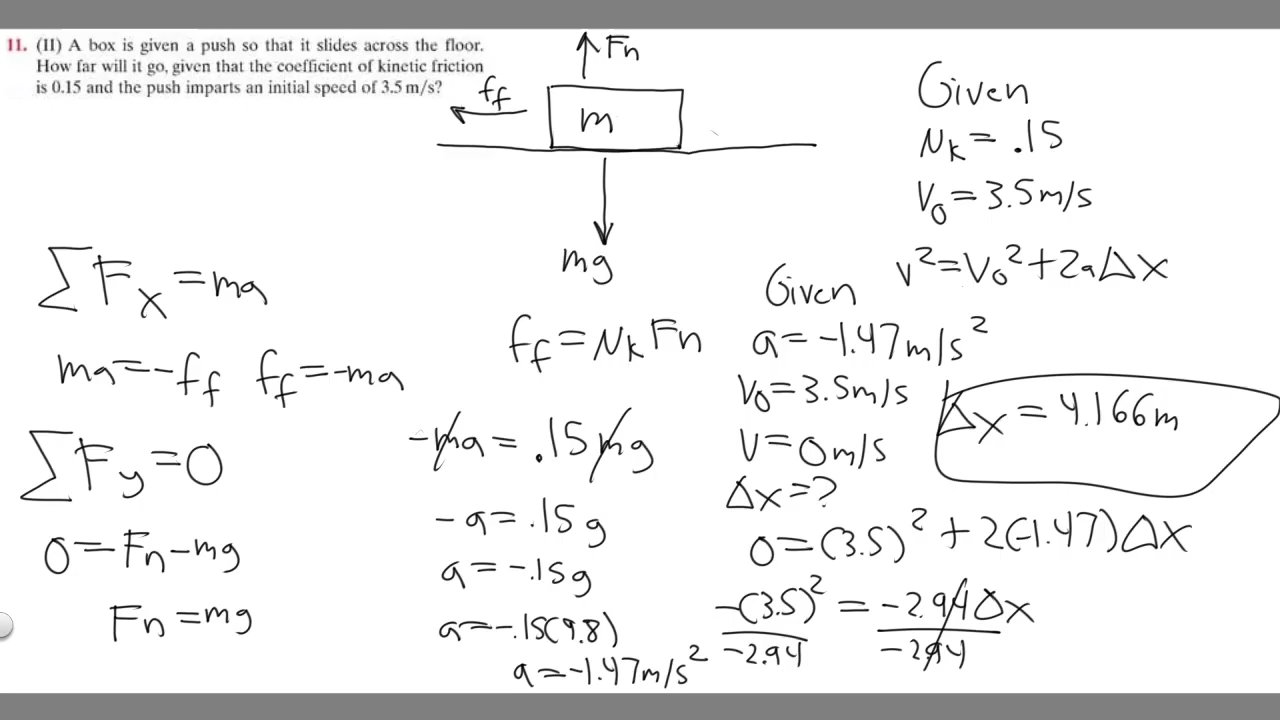 11. (II) A box is given a push so that it slides across the floor.
How far will it go, given that the coefficient of kinetic friction
is 0.15 and the push imparts an initial speed of 3.5 m/s?
Fn
ff
m
mg
Given
μk = .15
V0 = 3.5m/s
v² = V0² + 2aΔx
ΣFx = ma
ma = -ff ff = -ma
ΣFy = 0
0 = Fn - mg
Fn = mg
ff = μk Fn
-ma = .15mg
-a = .15g
a = -.15g
a = -.15(9.8)
a = -1.47m/s²
Given
a = -1.47m/s²
V0 = 3.5m/s
V = 0m/s
Δx = ?
Δx = 4.166m
0 = (3.5)² + 2(-1.47)Δx
-(3.5)² = -2.94Δx
-2.94 -2.94